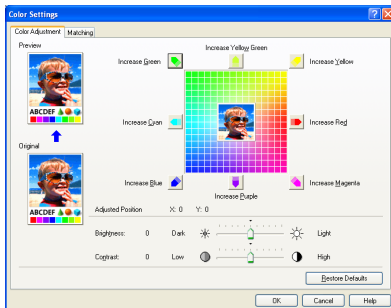 Color Settings
Color Adjustment
Matching
Preview
ABCDEF
Original
ABCDEF
Increase Yellow Green
Increase Green
Increase Yellow
Increase Cyan
Increase Red
Increase Blue
Increase Magenta
Increase Purple
Adjusted Position X: 0 Y: 0
Brightness: 0 Dark Light
Contrast: 0 Low High
Restore Defaults
OK Cancel Help